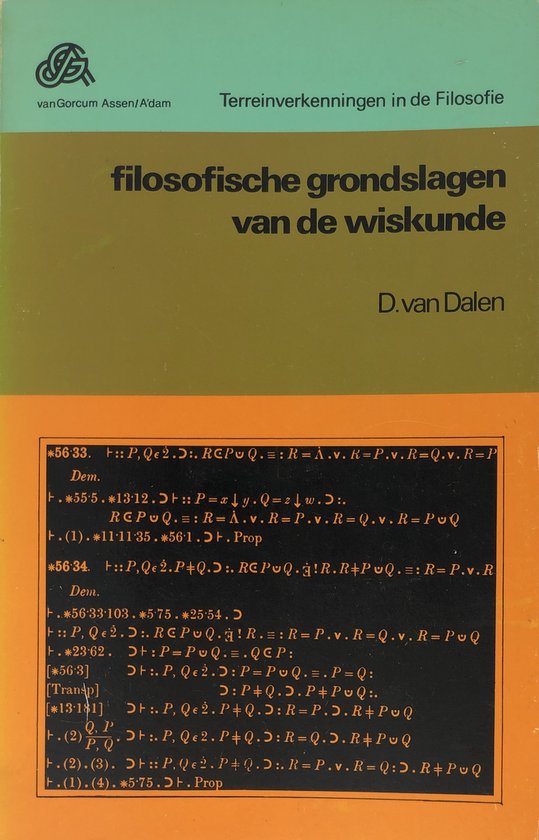 van Gorcum Assen/A'dam
Terreinverkenningen in de Filosofie
filosofische grondslagen
van de wiskunde
D. van Dalen
*56·33. ⊢:: P, Q ε 2̇ . ⊃ :. R ⪽ P ⊍ Q . ≡ : R = Λ̇ . v . R = P . v . R = Q . v . R = P
Dem.
⊢ . *55·5 . *13·12 . ⊃ ⊢ :: P = x ↓ y . Q = z ↓ w . ⊃ :.
R ⪽ P ⊍ Q . ≡ : R = Λ̇ . v . R = P . v . R = Q . v . R = P ⊍ Q
⊢ . (1) . *11·11·35 . *56·1 . ⊃ ⊢ . Prop
*56·34. ⊢:: P, Q ε 2̇ . P ≠ Q . ⊃ :. R ⪽ P ⊍ Q . ∃̇ ! R . R ≠ P ⊍ Q . ≡ : R = P . v . R
Dem.
⊢ . *56·33·103 . *5·75 . *25·54 . ⊃
⊢ :: P, Q ε 2̇ . ⊃ :. R ⪽ P ⊍ Q . ∃̇ ! R . ≡ : R = P . v . R = Q . v . R = P ⊍ Q
⊢ . *23·62 . ⊃ ⊢ : P = P ⊍ Q . ≡ . Q ⪽ P :
[*56·3] ⊃ ⊢ :. P, Q ε 2̇ . ⊃ : P = P ⊍ Q . ≡ . P = Q :
[Transp] ⊃ : P ≠ Q . ⊃ . P ≠ P ⊍ Q :.
[*13·181] ⊃ ⊢ :. P, Q ε 2̇ . P ≠ Q . ⊃ : R = P . ⊃ . R ≠ P ⊍ Q
⊢ . (2) Q, P / P, Q . ⊃ ⊢ :. P, Q ε 2̇ . P ≠ Q . ⊃ : R = Q . ⊃ . R ≠ P ⊍ Q
⊢ . (2) . (3) . ⊃ ⊢ :: P, Q ε 2̇ . P ≠ Q . ⊃ :. R = P . v . R = Q : ⊃ . R ≠ P ⊍ Q
⊢ . (1) . (4) . *5·75 . ⊃ ⊢ . Prop